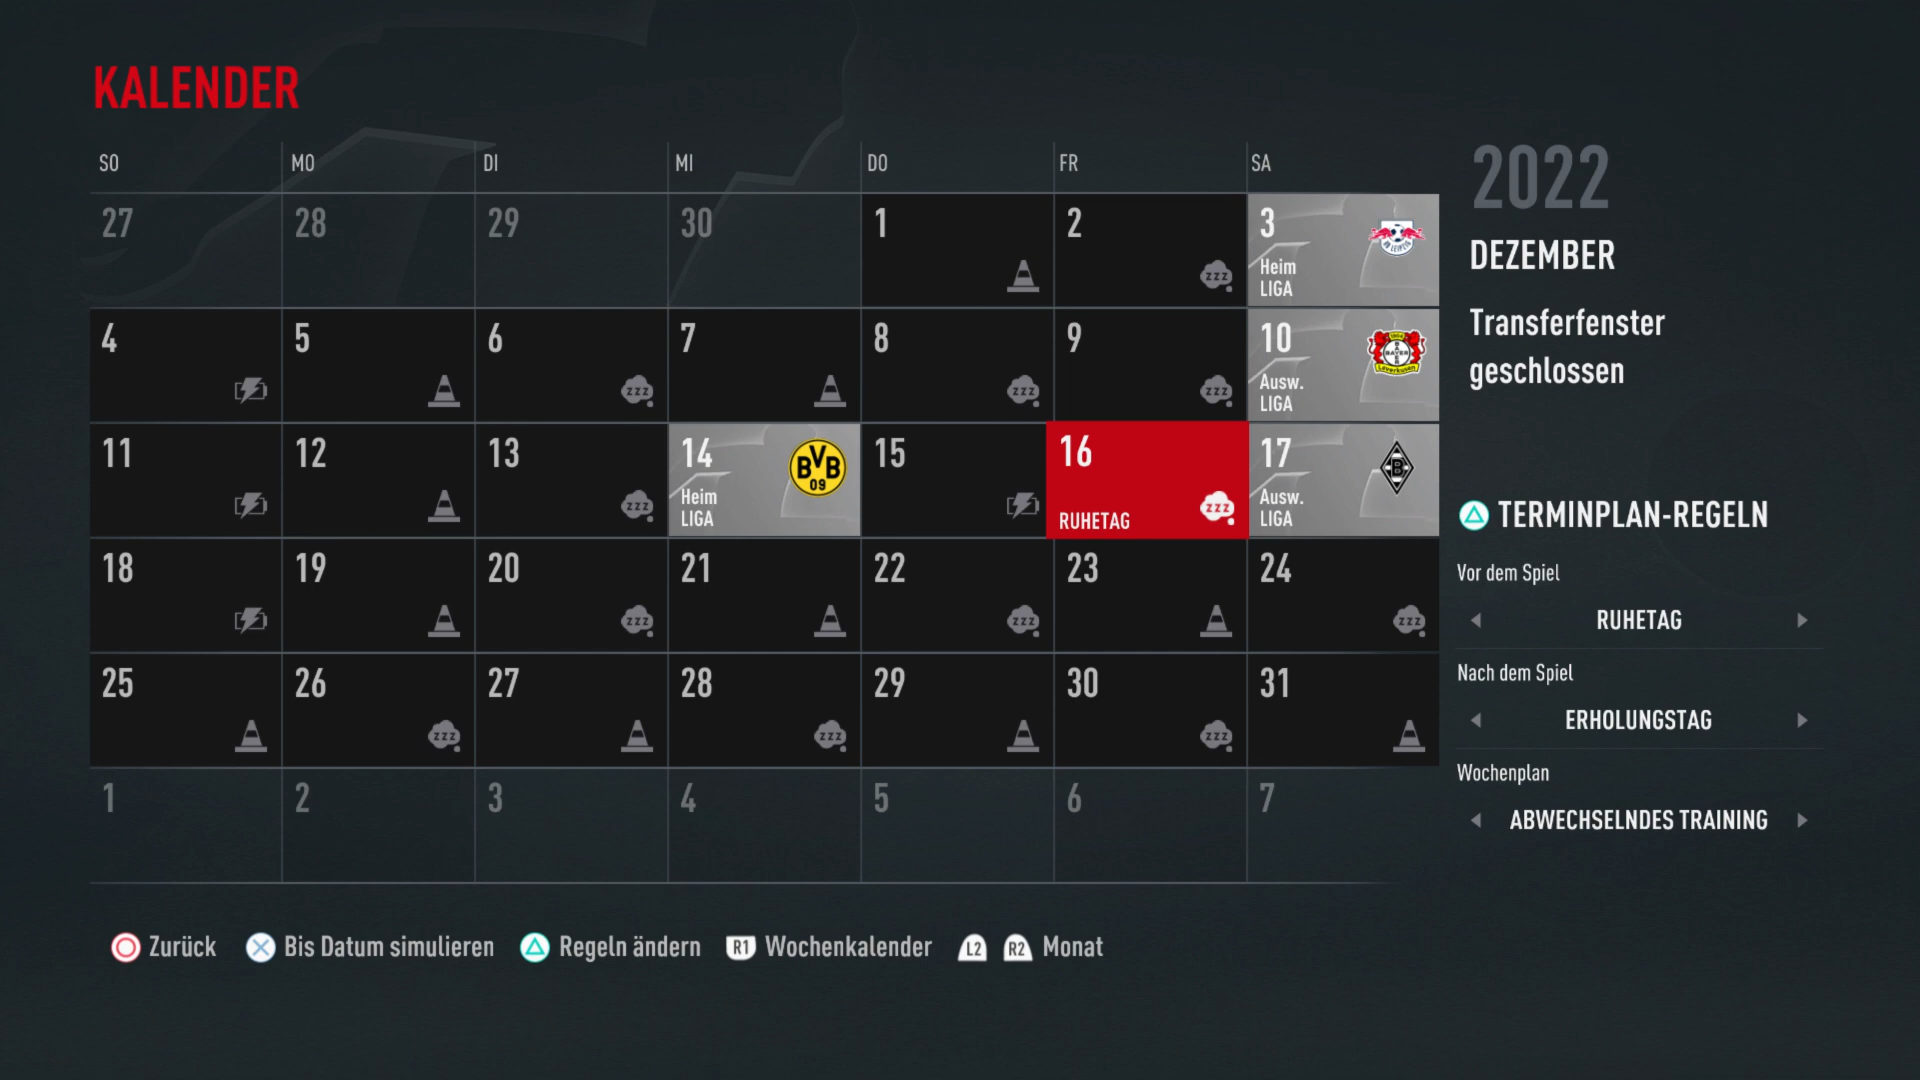 KALENDER
SO MO DI MI DO FR SA
27 28 29 30 1 2 3
Heim
LIGA
4 5 6 7 8 9 10
Ausw.
LIGA
11 12 13 14 15 16 17
Heim
LIGA
BVB
09
RUHETAG
Ausw.
LIGA
18 19 20 21 22 23 24
25 26 27 28 29 30 31
1 2 3 4 5 6 7
2022
DEZEMBER
Transferfenster
geschlossen
TERMINPLAN-REGELN
Vor dem Spiel
RUHETAG
Nach dem Spiel
ERHOLUNGSTAG
Wochenplan
ABWECHSELNDES TRAINING
Zurück Bis Datum simulieren Regeln ändern R1 Wochenkalender L2 R2 Monat